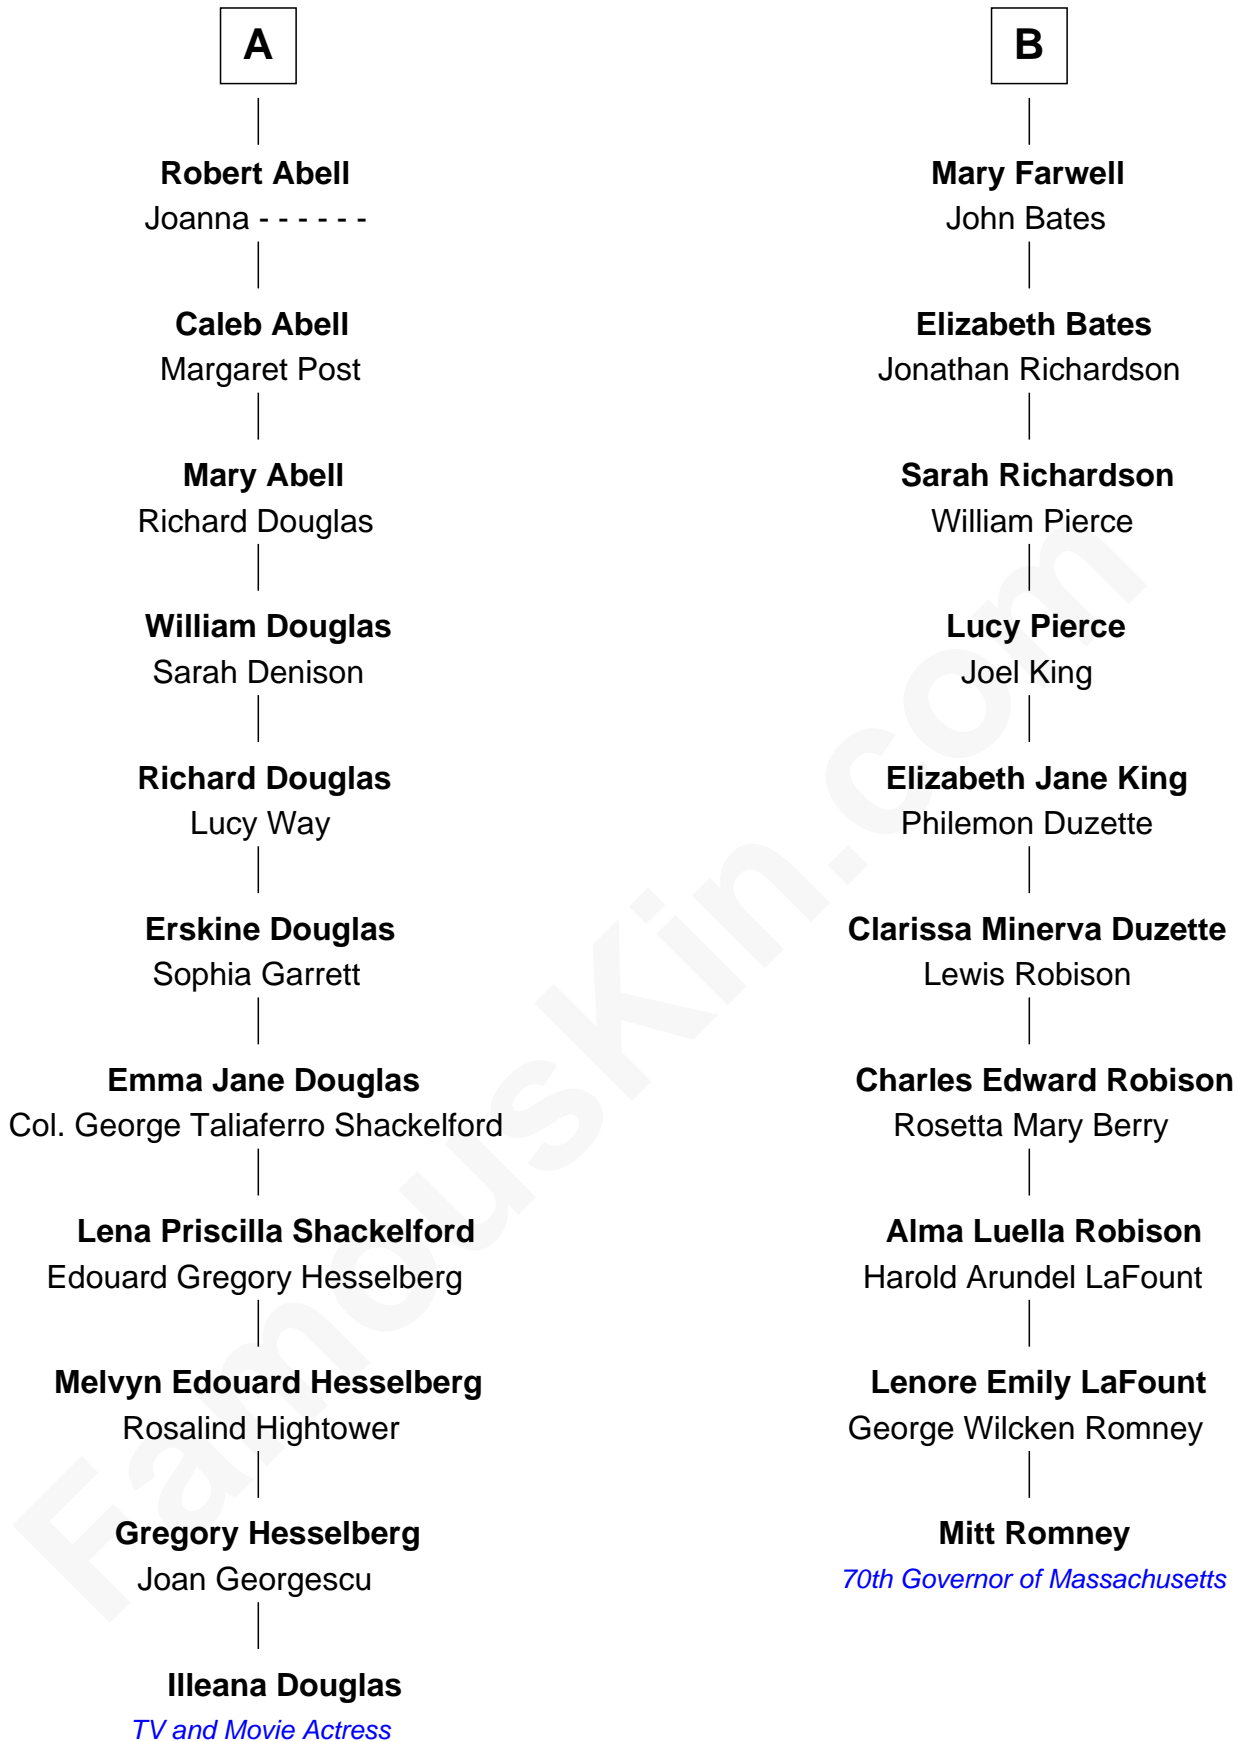 A
Robert Abell
Joanna - - - - - -
Caleb Abell
Margaret Post
Mary Abell
Richard Douglas
William Douglas
Sarah Denison
Richard Douglas
Lucy Way
Erskine Douglas
Sophia Garrett
Emma Jane Douglas
Col. George Taliaferro Shackelford
Lena Priscilla Shackelford
Edouard Gregory Hesselberg
Melvyn Edouard Hesselberg
Rosalind Hightower
Gregory Hesselberg
Joan Georgescu
Illeana Douglas
TV and Movie Actress
B
Mary Farwell
John Bates
Elizabeth Bates
Jonathan Richardson
Sarah Richardson
William Pierce
Lucy Pierce
Joel King
Elizabeth Jane King
Philemon Duzette
Clarissa Minerva Duzette
Lewis Robison
Charles Edward Robison
Rosetta Mary Berry
Alma Luella Robison
Harold Arundel LaFount
Lenore Emily LaFount
George Wilcken Romney
Mitt Romney
70th Governor of Massachusetts
FamousKin.com